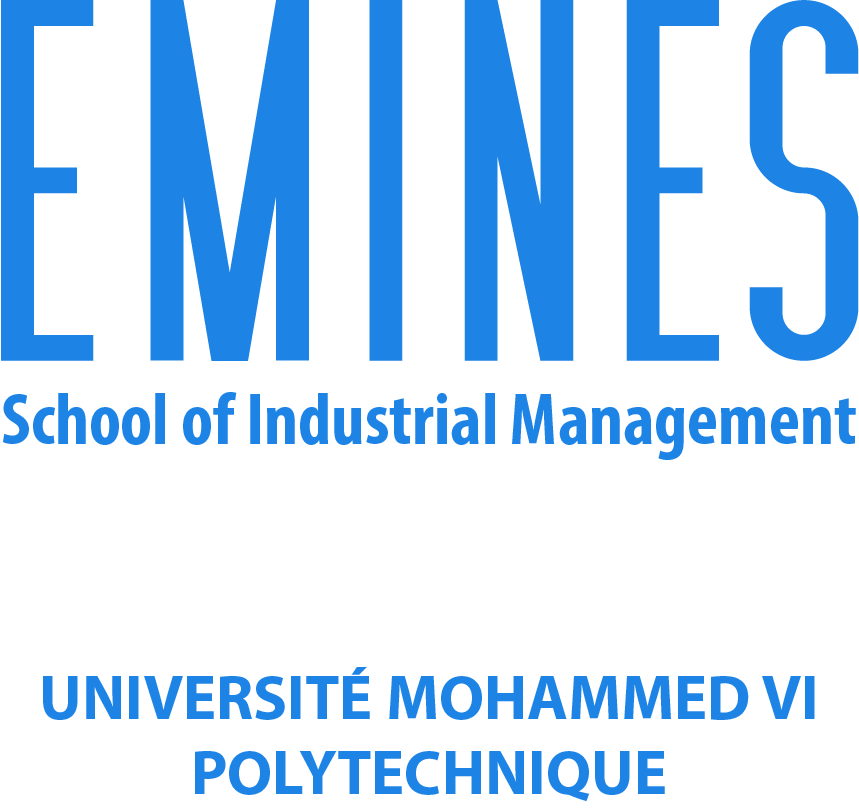 EMINES
School of Industrial Management
UNIVERSITÉ MOHAMMED VI
POLYTECHNIQUE